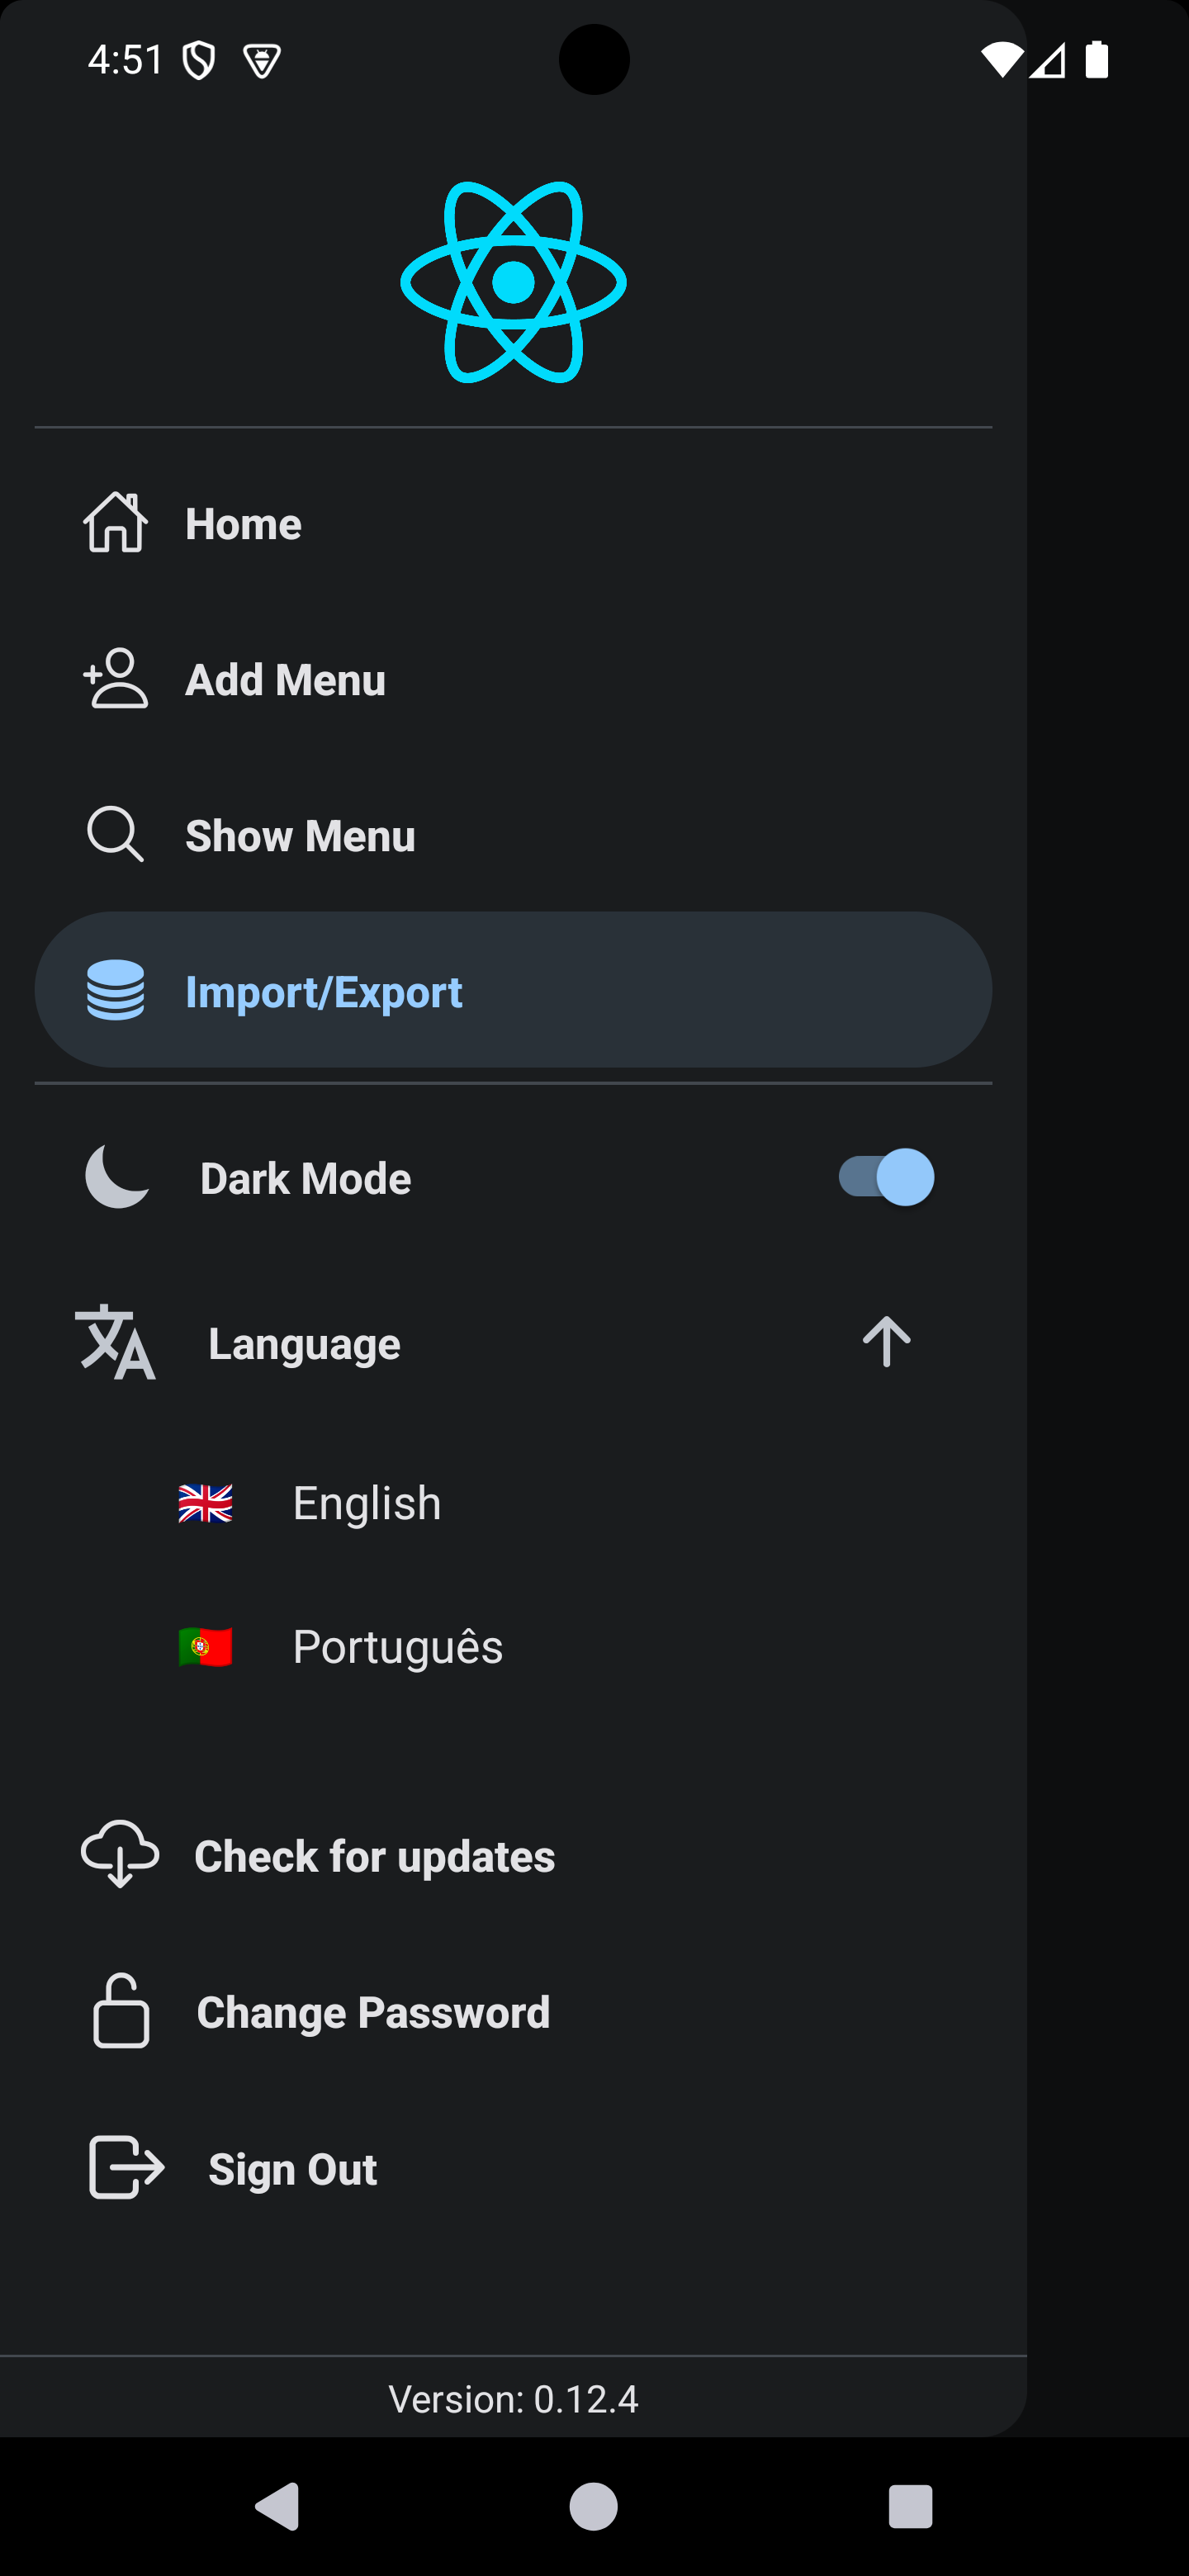 4:51
Home
Add Menu
Show Menu
Import/Export
Dark Mode
Language
English
Português
Check for updates
Change Password
Sign Out
Version: 0.12.4